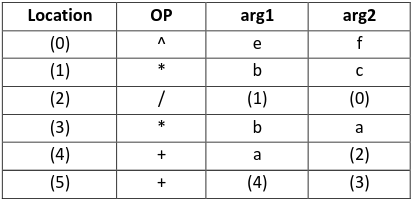 Location OP arg1 arg2
(0) ^ e f
(1) * b c
(2) / (1) (0)
(3) * b a
(4) + a (2)
(5) + (4) (3)